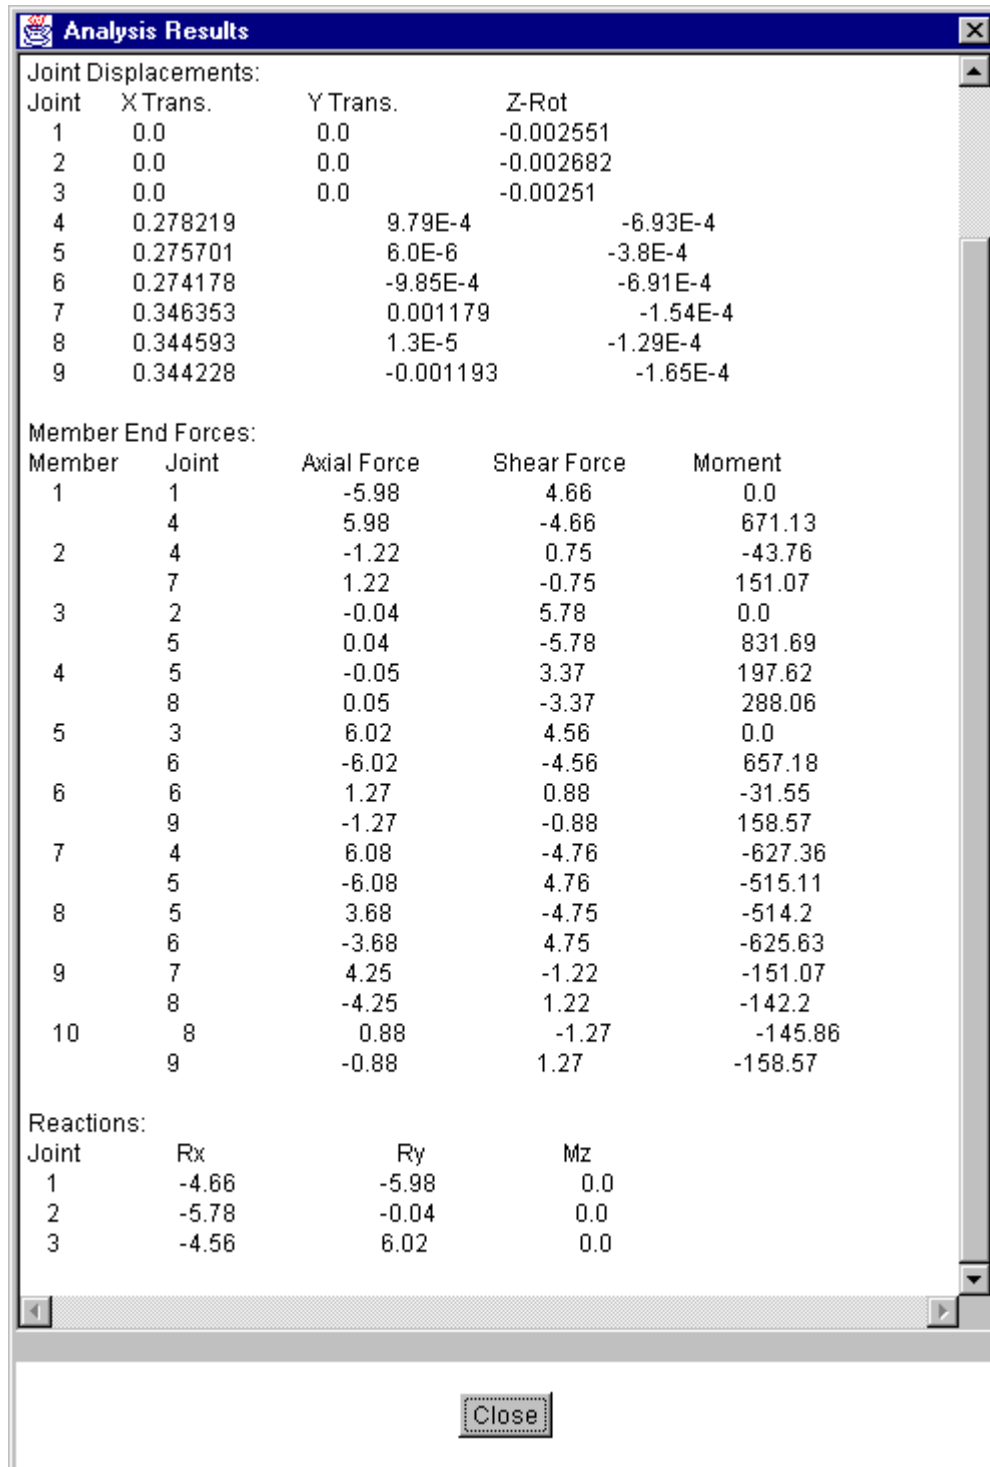 Analysis Results
Joint Displacements:
Joint X Trans. Y Trans. Z-Rot
1 0.0 0.0 -0.002551
2 0.0 0.0 -0.002682
3 0.0 0.0 -0.00251
4 0.278219 9.79E-4 -6.93E-4
5 0.275701 6.0E-6 -3.8E-4
6 0.274178 -9.85E-4 -6.91E-4
7 0.346353 0.001179 -1.54E-4
8 0.344593 1.3E-5 -1.29E-4
9 0.344228 -0.001193 -1.65E-4
Member End Forces:
Member Joint Axial Force Shear Force Moment
1 1 -5.98 4.66 0.0
4 5.98 -4.66 671.13
2 4 -1.22 0.75 -43.76
7 1.22 -0.75 151.07
3 2 -0.04 5.78 0.0
5 0.04 -5.78 831.69
4 5 -0.05 3.37 197.62
8 0.05 -3.37 288.06
5 3 6.02 4.56 0.0
6 -6.02 -4.56 657.18
6 6 1.27 0.88 -31.55
9 -1.27 -0.88 158.57
7 4 6.08 -4.76 -627.36
5 -6.08 4.76 -515.11
8 5 3.68 -4.75 -514.2
6 -3.68 4.75 -625.63
9 7 4.25 -1.22 -151.07
8 -4.25 1.22 -142.2
10 8 0.88 -1.27 -145.86
9 -0.88 1.27 -158.57
Reactions:
Joint Rx Ry Mz
1 -4.66 -5.98 0.0
2 -5.78 -0.04 0.0
3 -4.56 6.02 0.0
Close